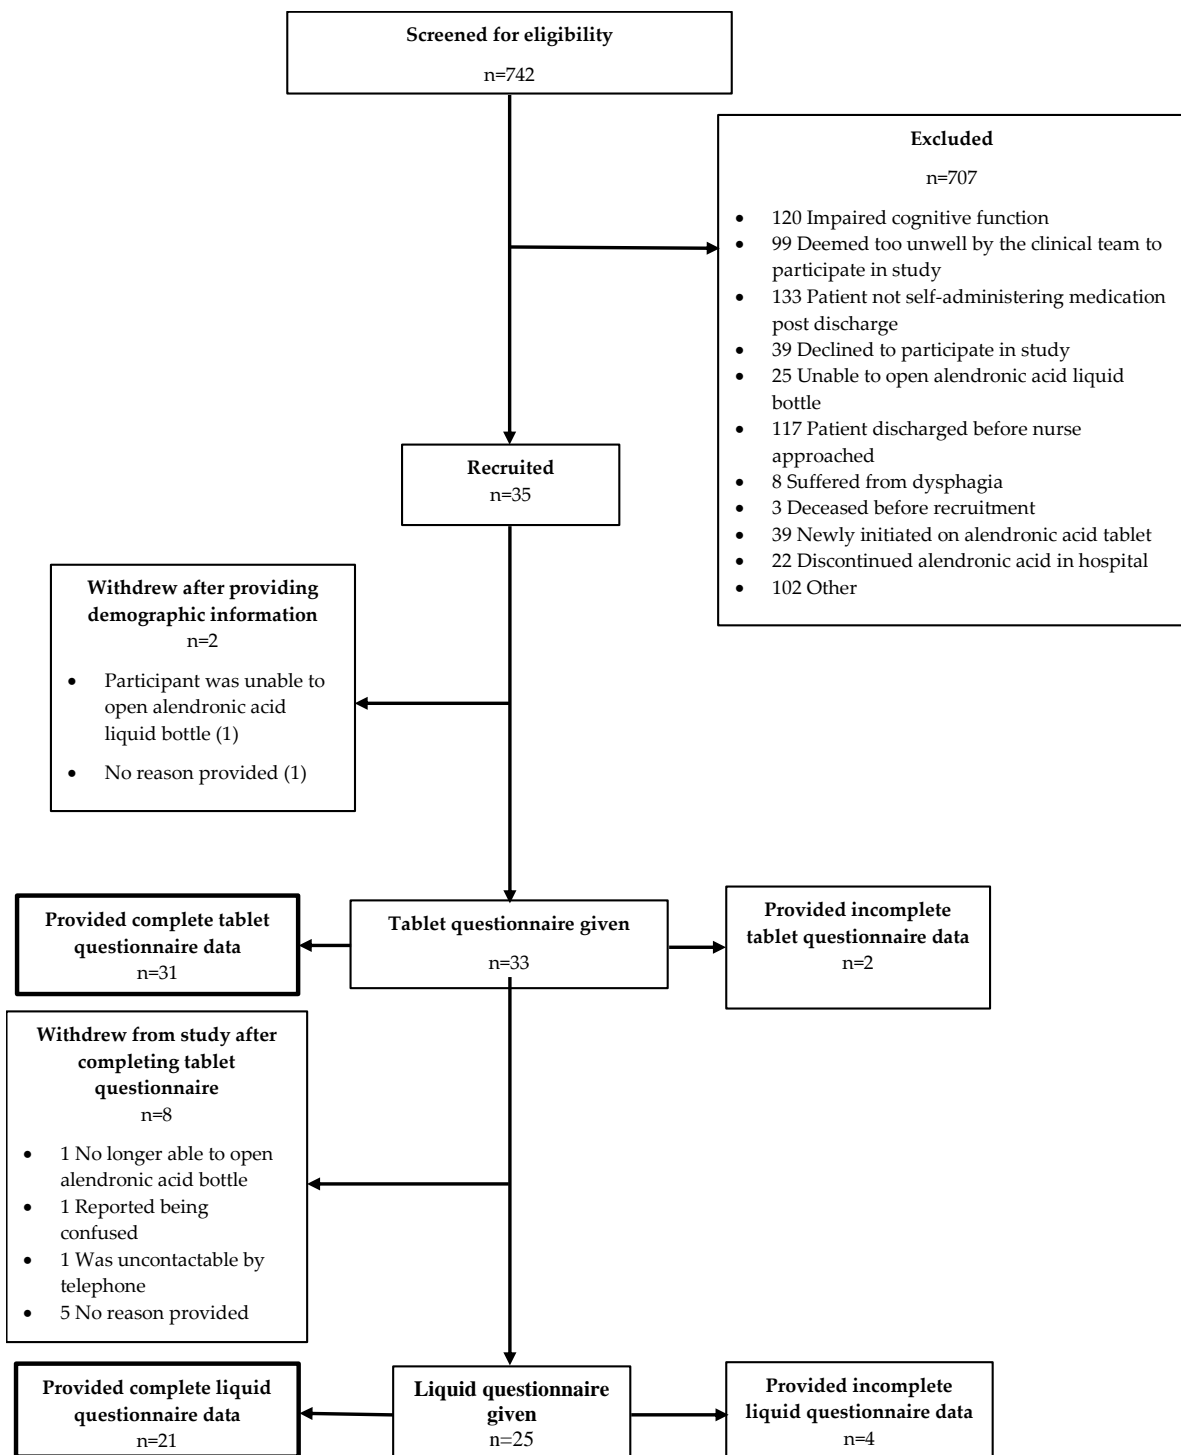 Screened for eligibility
n=742
Excluded
n=707
• 120 Impaired cognitive function
• 99 Deemed too unwell by the clinical team to
participate in study
• 133 Patient not self-administering medication
post discharge
• 39 Declined to participate in study
• 25 Unable to open alendronic acid liquid
bottle
• 117 Patient discharged before nurse
approached
• 8 Suffered from dysphagia
• 3 Deceased before recruitment
• 39 Newly initiated on alendronic acid tablet
• 22 Discontinued alendronic acid in hospital
• 102 Other
Recruited
n=35
Withdrew after providing
demographic information
n=2
• Participant was unable to
open alendronic acid
liquid bottle (1)
• No reason provided (1)
Provided complete tablet
questionnaire data
n=31
Tablet questionnaire given
n=33
Provided incomplete
tablet questionnaire data
n=2
Withdrew from study after
completing tablet
questionnaire
n=8
• 1 No longer able to open
alendronic acid bottle
• 1 Reported being
confused
• 1 Was uncontactable by
telephone
• 5 No reason provided
Provided complete liquid
questionnaire data
n=21
Liquid questionnaire
given
n=25
Provided incomplete
liquid questionnaire data
n=4